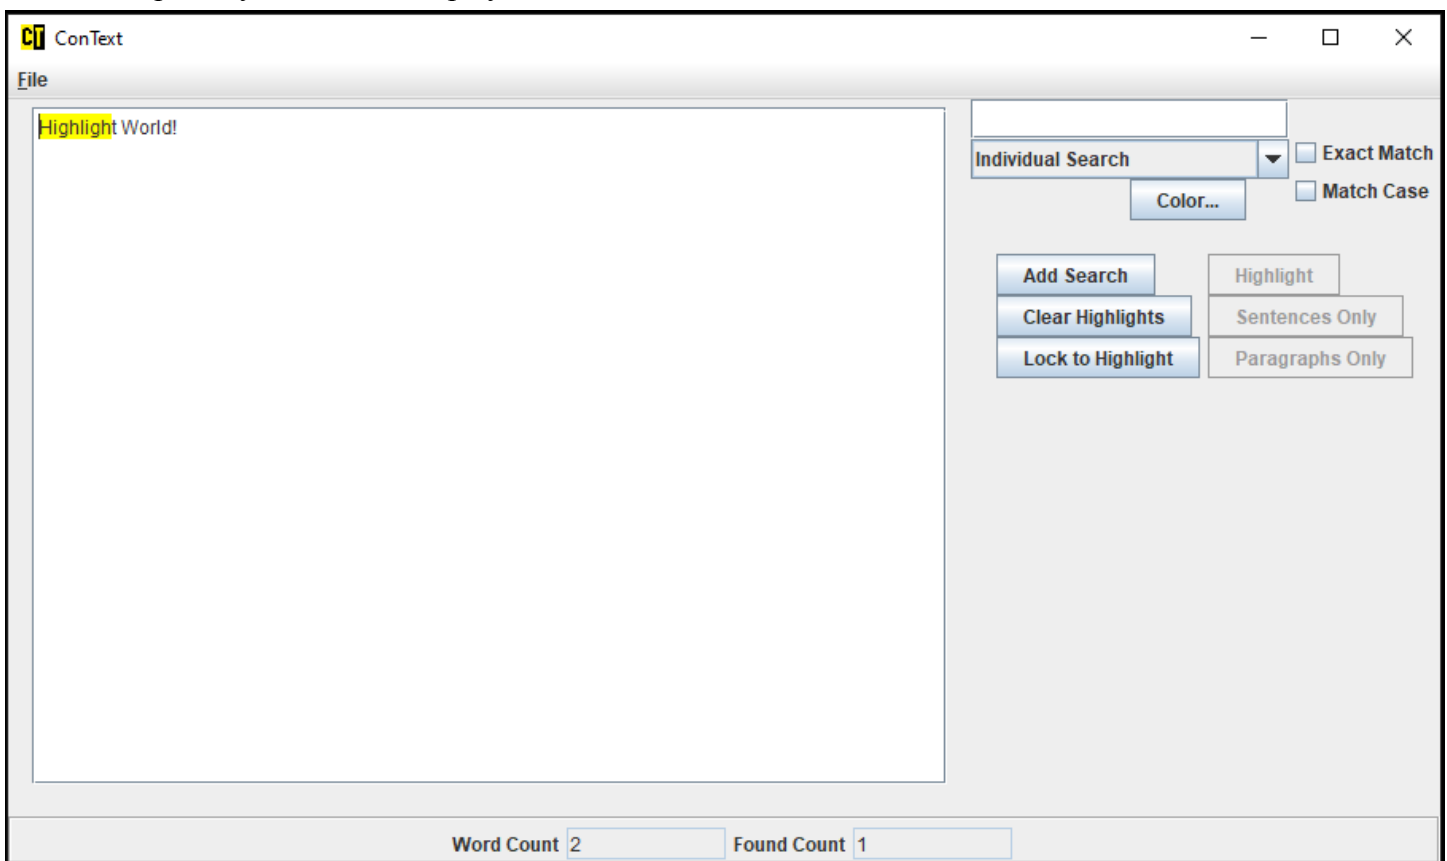 CT ConText
File
Highlight World!
Individual Search
Exact Match
Match Case
Color...
Add Search
Highlight
Clear Highlights
Sentences Only
Lock to Highlight
Paragraphs Only
Word Count 2 Found Count 1